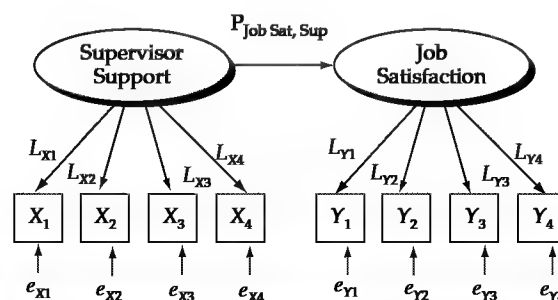 P_Job Sat, Sup
Supervisor
Support
Job
Satisfaction
L_X1
L_X2
L_X3
L_X4
L_Y1
L_Y2
L_Y3
L_Y4
X_1
X_2
X_3
X_4
Y_1
Y_2
Y_3
Y_4
e_X1
e_X2
e_X3
e_X4
e_Y1
e_Y2
e_Y3